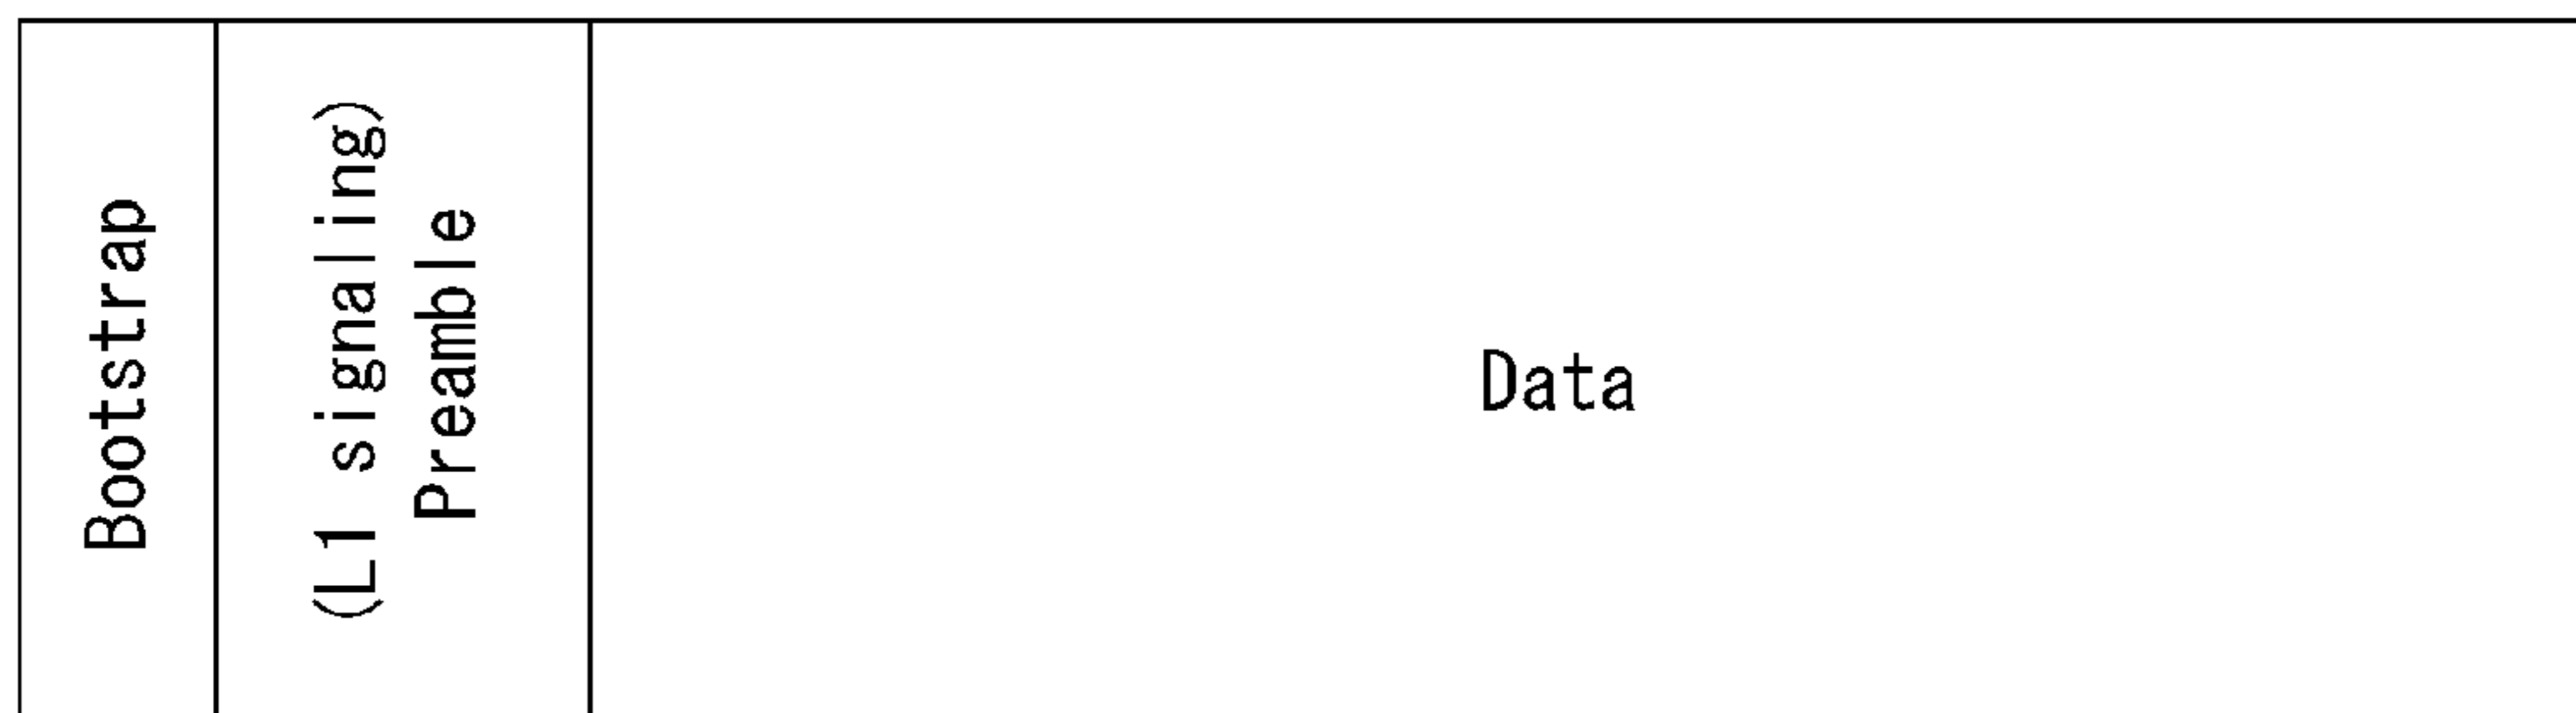 Bootstrap
(L1 signaling)
Preamble
Data